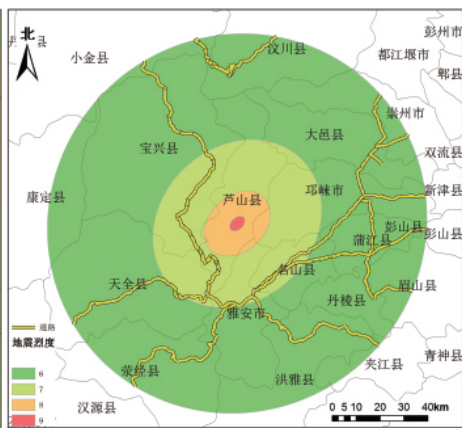 北
小金县
汶川县
彭州市
都江堰市
郫县
崇州市
大邑县
双流县
宝兴县
邛崃市
新津县
康定县
芦山县
彭山县
彭山县
蒲江县
名山县
天全县
眉山县
丹棱县
雅安市
道路
地震烈度
青神县
夹江县
荥经县
洪雅县
汉源县
6
7
8
9
0 5 10 20 30 40km